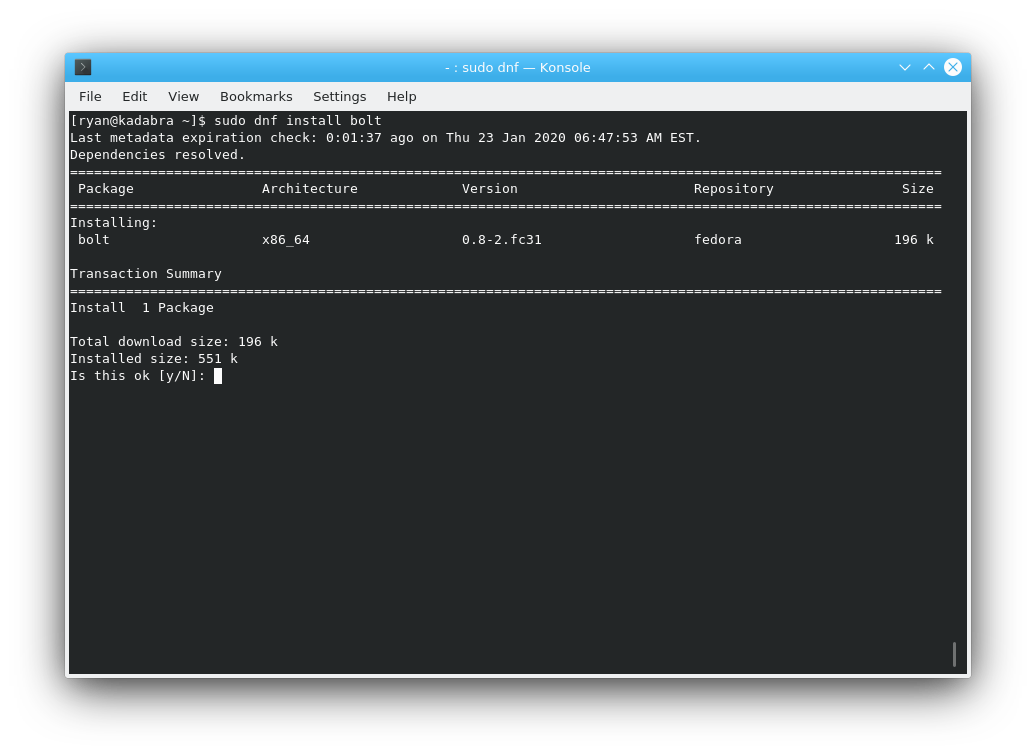 - : sudo dnf — Konsole
File Edit View Bookmarks Settings Help
[ryan@kadabra ~]$ sudo dnf install bolt
Last metadata expiration check: 0:01:37 ago on Thu 23 Jan 2020 06:47:53 AM EST.
Dependencies resolved.
=============================================================================================================
 Package                Architecture             Version                      Repository                Size
=============================================================================================================
Installing:
 bolt                   x86_64                   0.8-2.fc31                   fedora                   196 k
Transaction Summary
=============================================================================================================
Install  1 Package
Total download size: 196 k
Installed size: 551 k
Is this ok [y/N]: